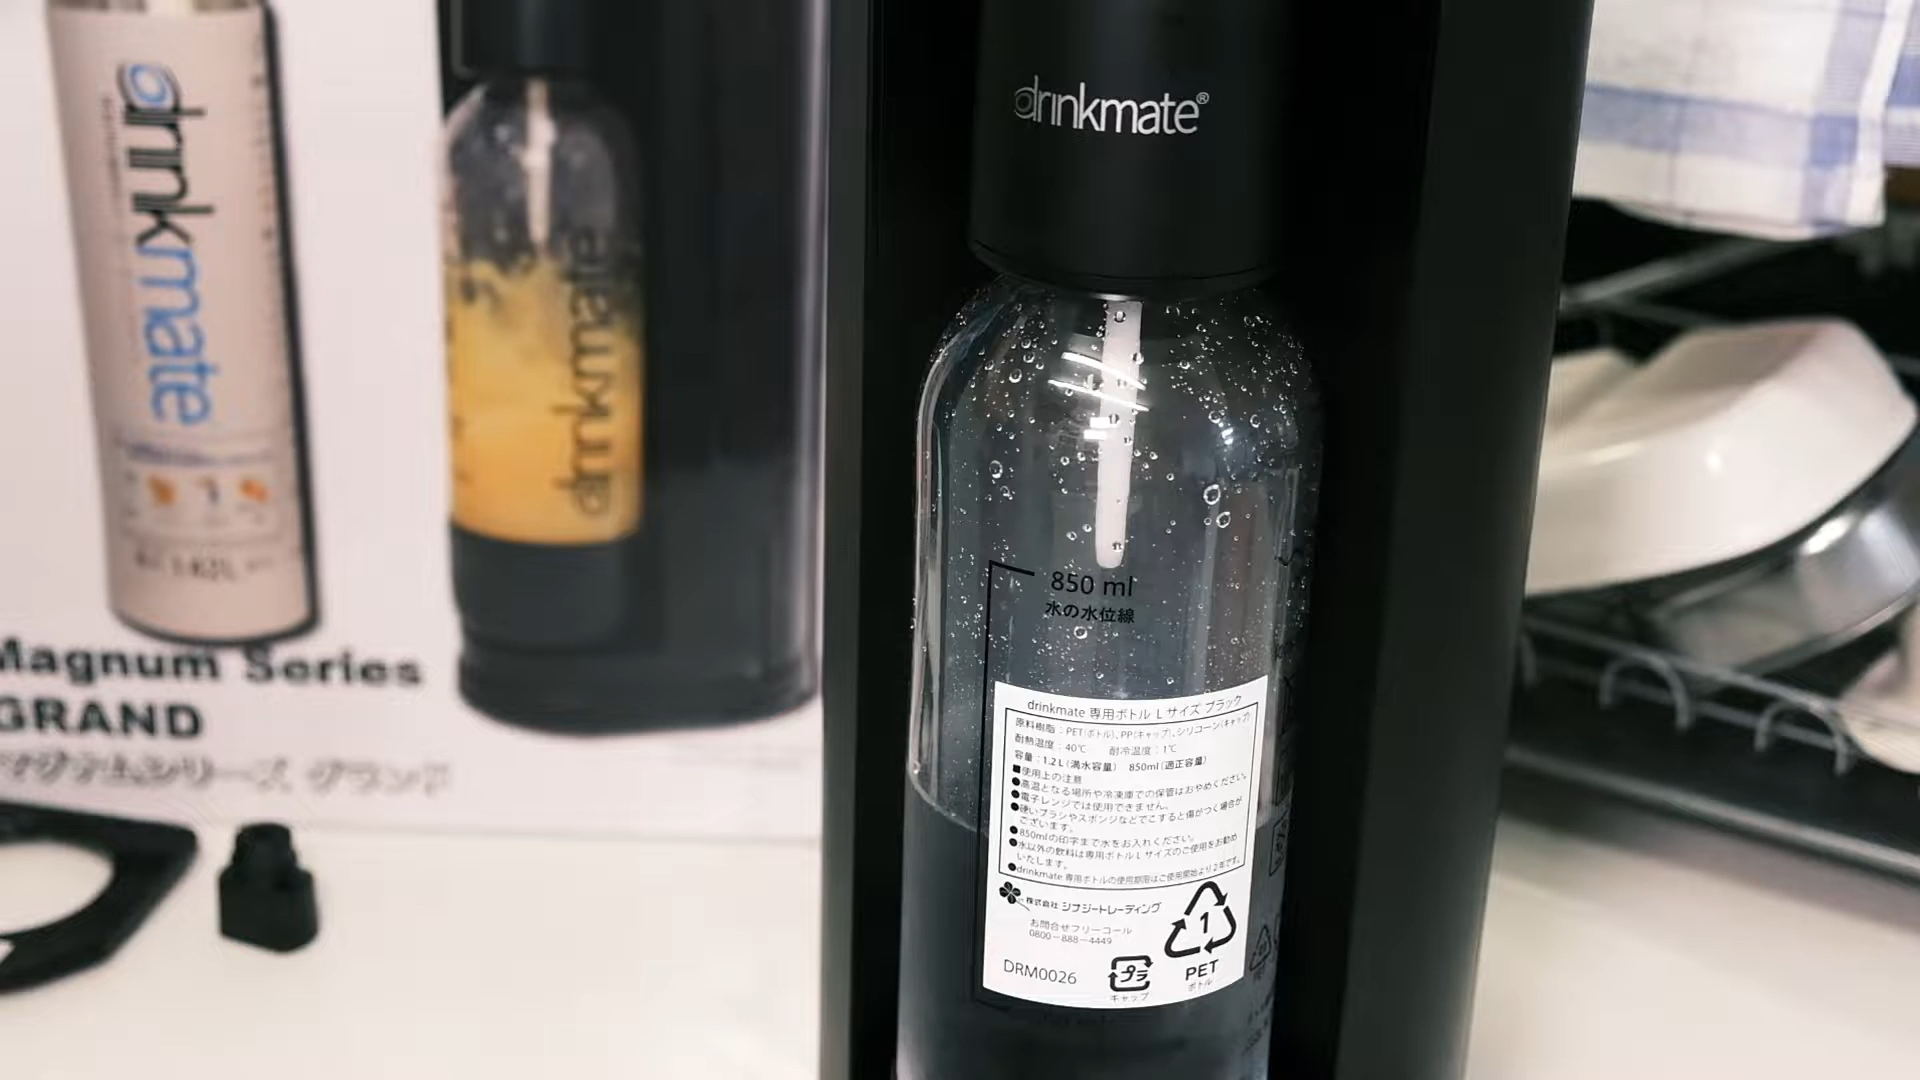 drinkmate
drinkmate
Magnum Series
GRAND
マグナムシリーズ グランド
drinkmate®
850 ml
水の水位線
drinkmate 専用ボトル L サイズ ブラック
原料樹脂：PET(ボトル)、PP(キャップ)、シリコーン(キャップ)
耐熱温度：40℃　耐冷温度：1℃
容量：1.2 L（満水容量）　850ml（適正容量）
■使用上の注意
●高温となる場所や冷凍庫での保管はおやめください。
●電子レンジでは使用できません。
●硬いブラシやスポンジなどでこすると傷がつく場合が
ございます。
●850mlの印字まで水をお入れください。
●水以外の飲料は専用ボトル L サイズのご使用をお勧め
いたします。
●drinkmate 専用ボトルの使用期限はご使用開始より2年です。
株式会社 シナジートレーディング
お問合せフリーコール
0800-888-4449
DRM0026
プラ
キャップ
1
PET
ボトル